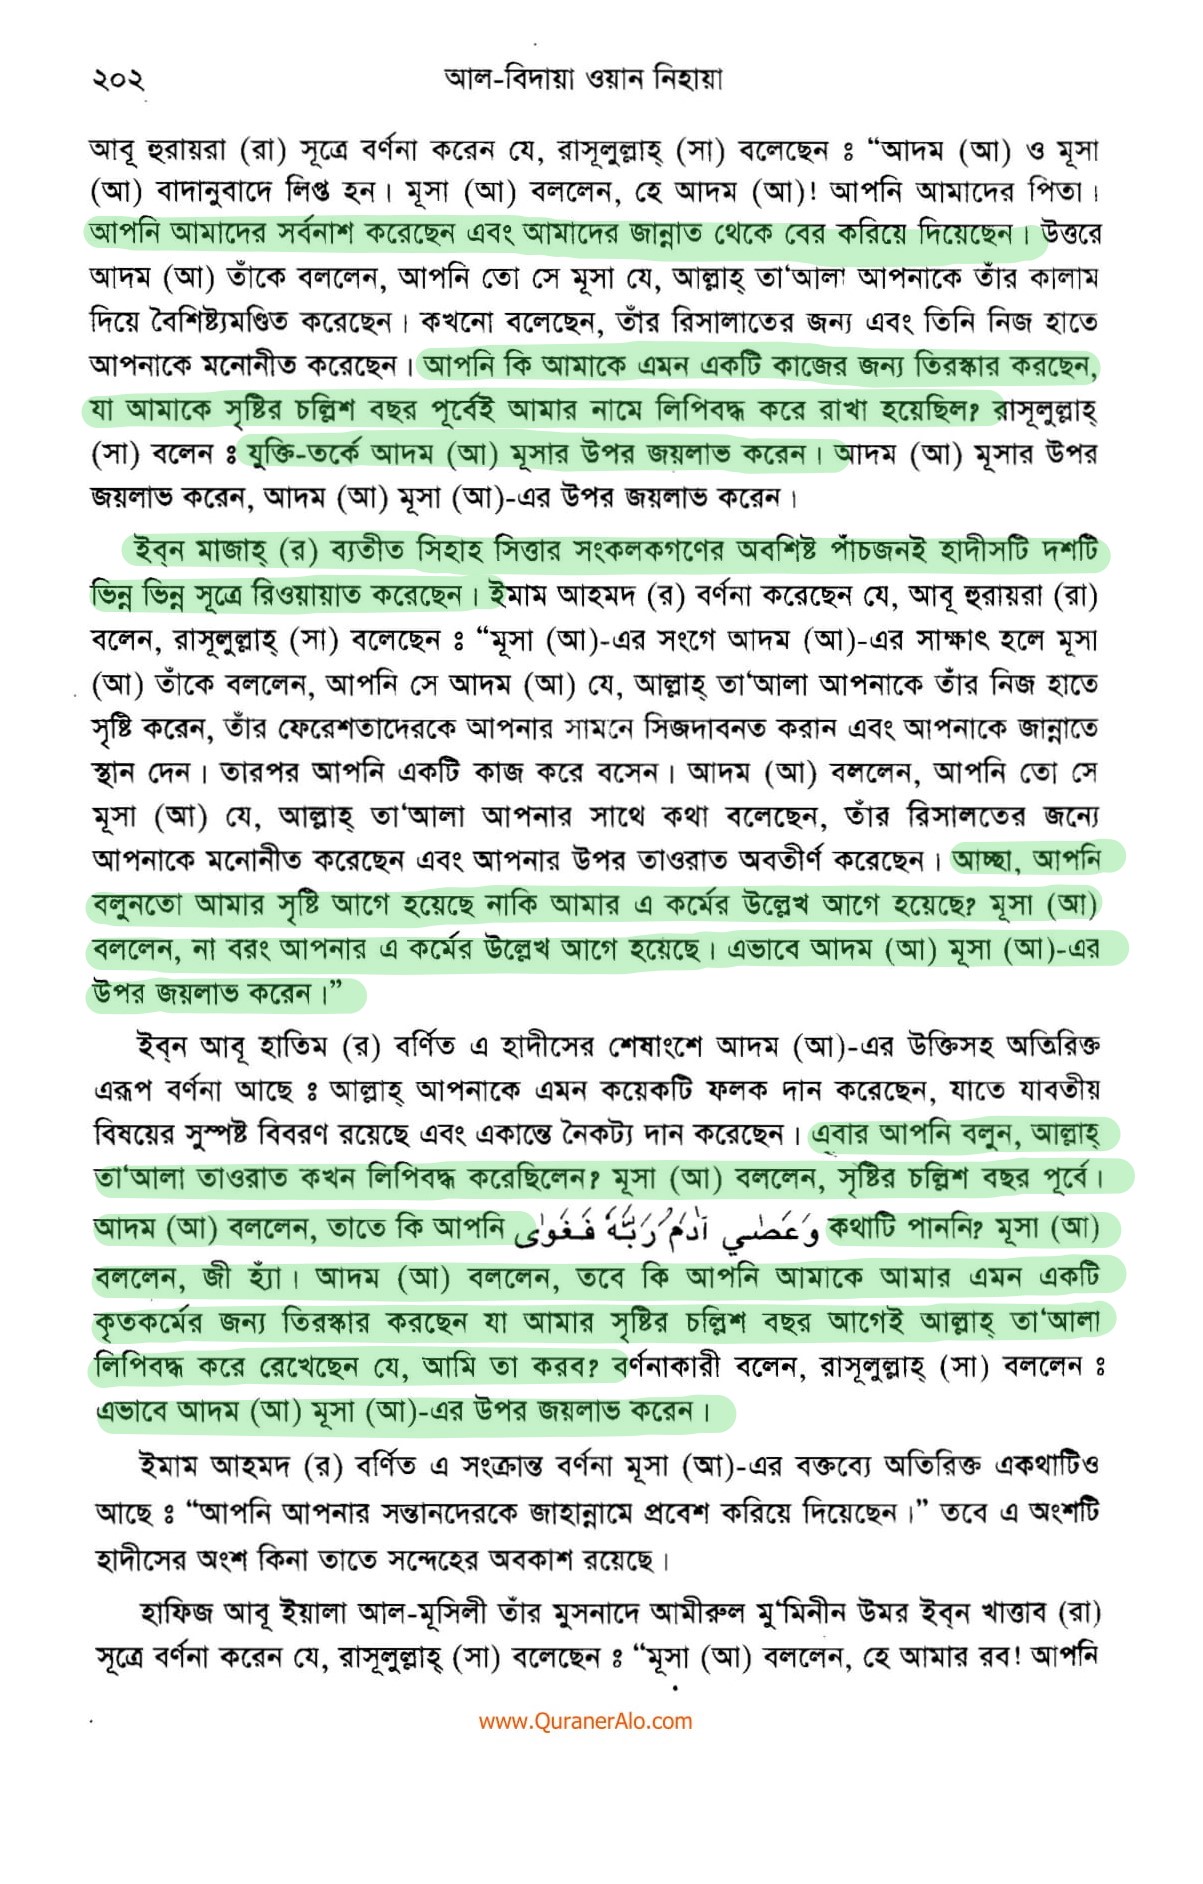 ২০২ আল-বিদায়া ওয়ান নিহায়া
আবূ হুরায়রা (রা) সূত্রে বর্ণনা করেন যে, রাসূলুল্লাহ্ (সা) বলেছেন ঃ “আদম (আ) ও মূসা
(আ) বাদানুবাদে লিপ্ত হন। মূসা (আ) বললেন, হে আদম (আ)! আপনি আমাদের পিতা।
আপনি আমাদের সর্বনাশ করেছেন এবং আমাদের জান্নাত থেকে বের করিয়ে দিয়েছেন। উত্তরে
আদম (আ) তাঁকে বললেন, আপনি তো সে মূসা যে, আল্লাহ্ তা‘আলা আপনাকে তাঁর কালাম
দিয়ে বৈশিষ্ট্যমণ্ডিত করেছেন। কখনো বলেছেন, তাঁর রিসালাতের জন্য এবং তিনি নিজ হাতে
আপনাকে মনোনীত করেছেন। আপনি কি আমাকে এমন একটি কাজের জন্য তিরস্কার করছেন,
যা আমাকে সৃষ্টির চল্লিশ বছর পূর্বেই আমার নামে লিপিবদ্ধ করে রাখা হয়েছিল? রাসূলুল্লাহ্
(সা) বলেন ঃ যুক্তি-তর্কে আদম (আ) মূসার উপর জয়লাভ করেন। আদম (আ) মূসার উপর
জয়লাভ করেন, আদম (আ) মূসা (আ)-এর উপর জয়লাভ করেন।
ইব্‌ন মাজাহ্ (র) ব্যতীত সিহাহ সিত্তার সংকলকগণের অবশিষ্ট পাঁচজনই হাদীসটি দশটি
ভিন্ন ভিন্ন সূত্রে রিওয়ায়াত করেছেন। ইমাম আহমদ (র) বর্ণনা করেছেন যে, আবূ হুরায়রা (রা)
বলেন, রাসূলুল্লাহ্ (সা) বলেছেন ঃ “মূসা (আ)-এর সংগে আদম (আ)-এর সাক্ষাৎ হলে মূসা
(আ) তাঁকে বললেন, আপনি সে আদম (আ) যে, আল্লাহ্ তা‘আলা আপনাকে তাঁর নিজ হাতে
সৃষ্টি করেন, তাঁর ফেরেশতাদেরকে আপনার সামনে সিজদাবনত করান এবং আপনাকে জান্নাতে
স্থান দেন। তারপর আপনি একটি কাজ করে বসেন। আদম (আ) বললেন, আপনি তো সে
মূসা (আ) যে, আল্লাহ্ তা‘আলা আপনার সাথে কথা বলেছেন, তাঁর রিসালতের জন্যে
আপনাকে মনোনীত করেছেন এবং আপনার উপর তাওরাত অবতীর্ণ করেছেন। আচ্ছা, আপনি
বলুনতো আমার সৃষ্টি আগে হয়েছে নাকি আমার এ কর্মের উল্লেখ আগে হয়েছে? মূসা (আ)
বললেন, না বরং আপনার এ কর্মের উল্লেখ আগে হয়েছে। এভাবে আদম (আ) মূসা (আ)-এর
উপর জয়লাভ করেন।”
ইব্‌ন আবূ হাতিম (র) বর্ণিত এ হাদীসের শেষাংশে আদম (আ)-এর উক্তিসহ অতিরিক্ত
এরূপ বর্ণনা আছে ঃ আল্লাহ্ আপনাকে এমন কয়েকটি ফলক দান করেছেন, যাতে যাবতীয়
বিষয়ের সুস্পষ্ট বিবরণ রয়েছে এবং একান্তে নৈকট্য দান করেছেন। এবার আপনি বলুন, আল্লাহ্
তা‘আলা তাওরাত কখন লিপিবদ্ধ করেছিলেন? মূসা (আ) বললেন, সৃষ্টির চল্লিশ বছর পূর্বে।
আদম (আ) বললেন, তাতে কি আপনি وَعَصٰي اٰدَمُ رَبَّهٗ فَغَوٰى কথাটি পাননি? মূসা (আ)
বললেন, জী হ্যাঁ। আদম (আ) বললেন, তবে কি আপনি আমাকে আমার এমন একটি
কৃতকর্মের জন্য তিরস্কার করছেন যা আমার সৃষ্টির চল্লিশ বছর আগেই আল্লাহ্ তা‘আলা
লিপিবদ্ধ করে রেখেছেন যে, আমি তা করব? বর্ণনাকারী বলেন, রাসূলুল্লাহ্ (সা) বললেন ঃ
এভাবে আদম (আ) মূসা (আ)-এর উপর জয়লাভ করেন।
ইমাম আহমদ (র) বর্ণিত এ সংক্রান্ত বর্ণনা মূসা (আ)-এর বক্তব্যে অতিরিক্ত একথাটিও
আছে ঃ “আপনি আপনার সন্তানদেরকে জাহান্নামে প্রবেশ করিয়ে দিয়েছেন।” তবে এ অংশটি
হাদীসের অংশ কিনা তাতে সন্দেহের অবকাশ রয়েছে।
হাফিজ আবূ ইয়ালা আল-মূসিলী তাঁর মুসনাদে আমীরুল মু‘মিনীন উমর ইব্‌ন খাত্তাব (রা)
সূত্রে বর্ণনা করেন যে, রাসূলুল্লাহ্ (সা) বলেছেন ঃ “মূসা (আ) বললেন, হে আমার রব! আপনি
www.QuranerAlo.com